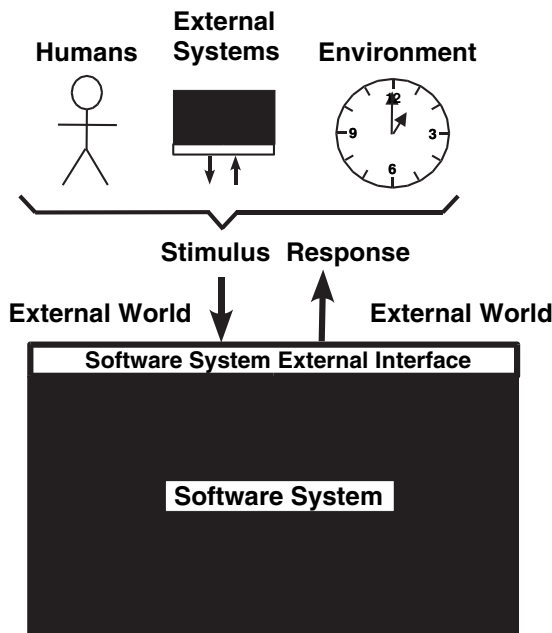 External
Humans Systems Environment
12
9 3
6
Stimulus Response
External World External World
Software System External Interface
Software System